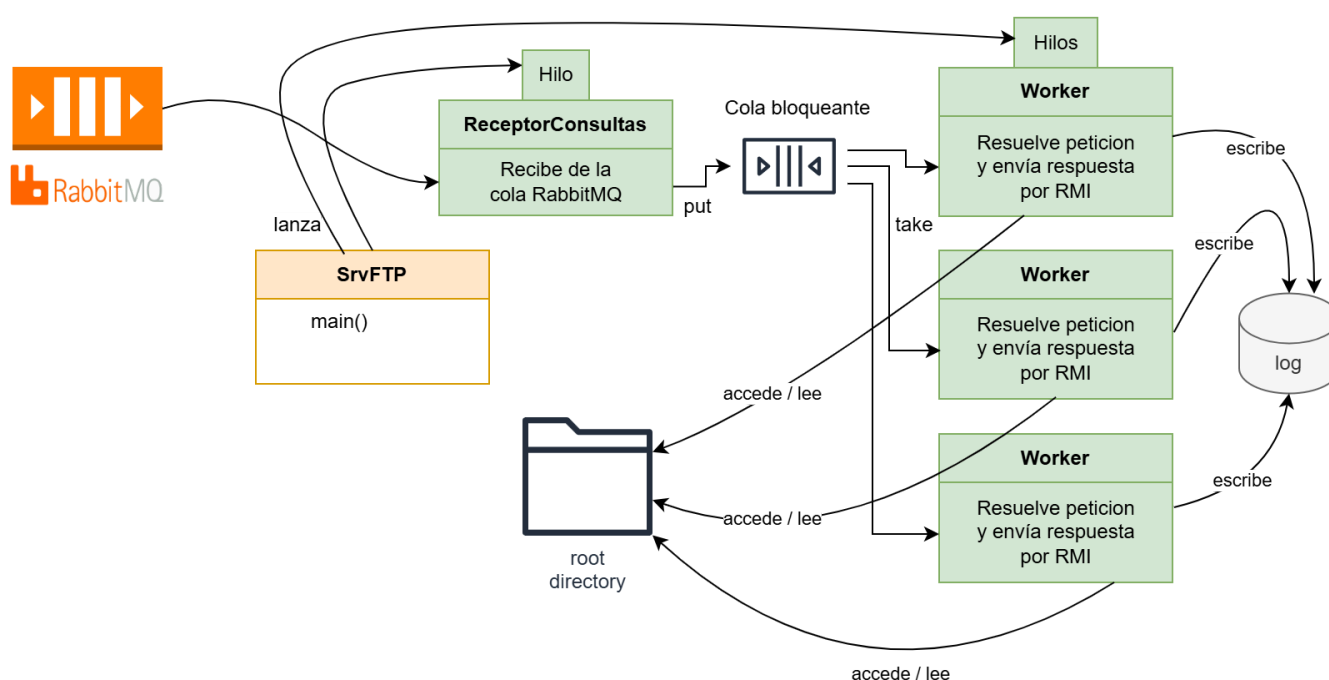 Hilos
Hilo
Worker
Cola bloqueante
ReceptorConsultas
Resuelve peticion
y envía respuesta
por RMI
escribe
Recibe de la
cola RabbitMQ
RabbitMQ
put
take
lanza
escribe
SrvFTP
main()
Worker
Resuelve peticion
y envía respuesta
por RMI
log
accede / lee
Worker
escribe
Resuelve peticion
y envía respuesta
por RMI
accede / lee
root
directory
accede / lee